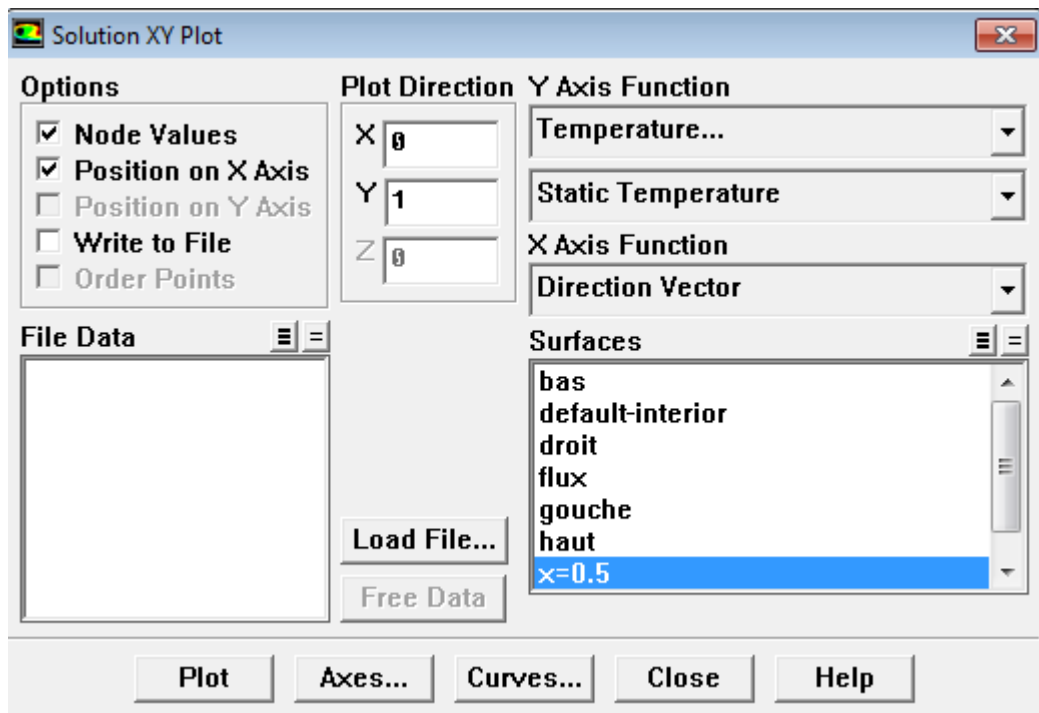 Solution XY Plot
Options
Node Values
Position on X Axis
Position on Y Axis
Write to File
Order Points
Plot Direction
X 0
Y 1
Z 0
Y Axis Function
Temperature...
Static Temperature
X Axis Function
Direction Vector
File Data
Load File...
Free Data
Surfaces
bas
default-interior
droit
flux
gouche
haut
x=0.5
Plot
Axes...
Curves...
Close
Help